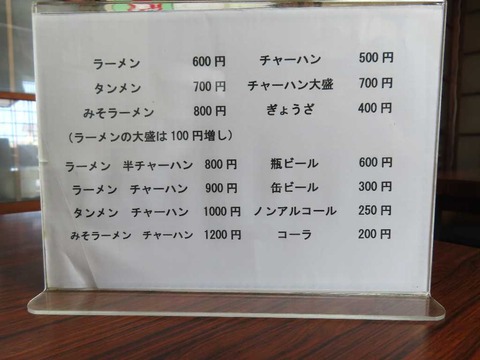 ラーメン 600円 チャーハン 500円
タンメン 700円 チャーハン大盛 700円
みそラーメン 800円 ぎょうざ 400円
(ラーメンの大盛は100円増し)
ラーメン 半チャーハン 800円 瓶ビール 600円
ラーメン チャーハン 900円 缶ビール 300円
タンメン チャーハン 1000円 ノンアルコール 250円
みそラーメン チャーハン 1200円 コーラ 200円